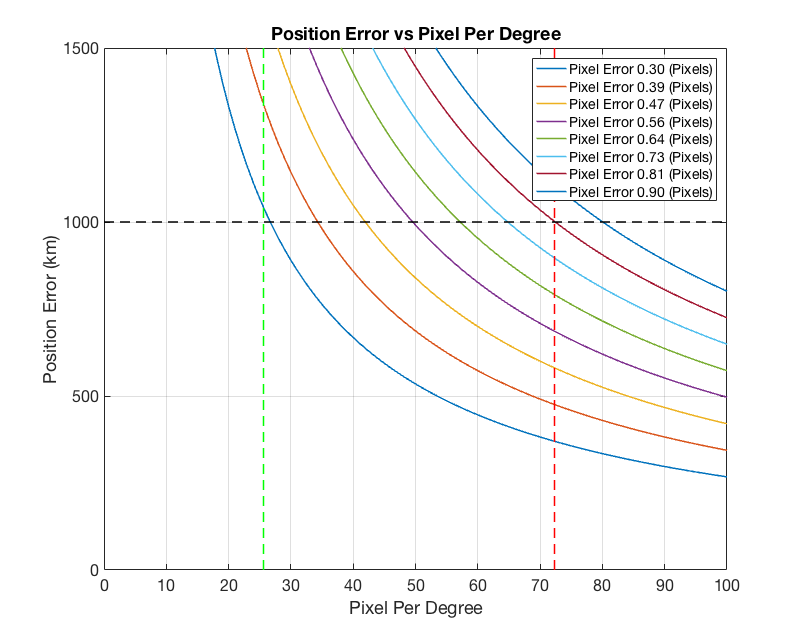 Position Error vs Pixel Per Degree
1500
1000
500
0
Position Error (km)
Pixel Error 0.30 (Pixels)
Pixel Error 0.39 (Pixels)
Pixel Error 0.47 (Pixels)
Pixel Error 0.56 (Pixels)
Pixel Error 0.64 (Pixels)
Pixel Error 0.73 (Pixels)
Pixel Error 0.81 (Pixels)
Pixel Error 0.90 (Pixels)
0 10 20 30 40 50 60 70 80 90 100
Pixel Per Degree